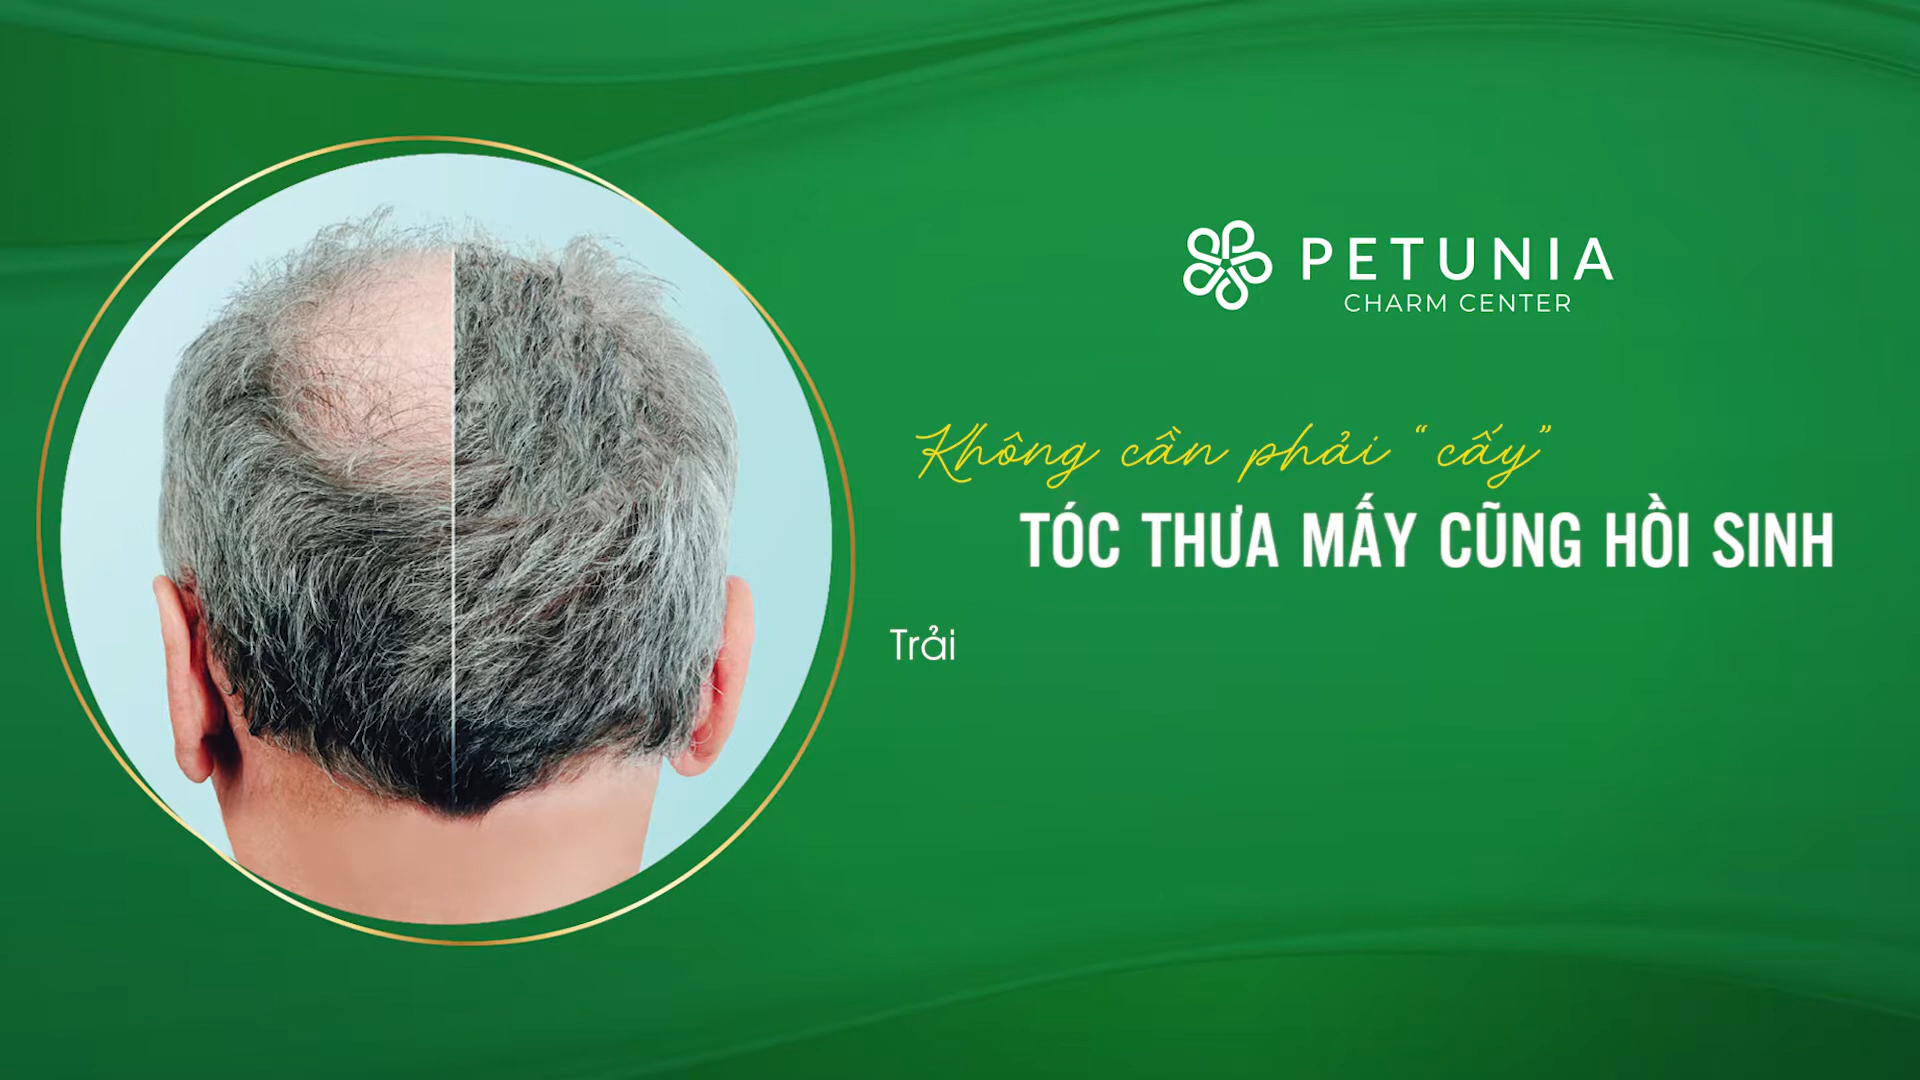 PETUNIA
CHARM CENTER
Không cần phải “cấy”
TÓC THƯA MẤY CŨNG HỒI SINH
Trải